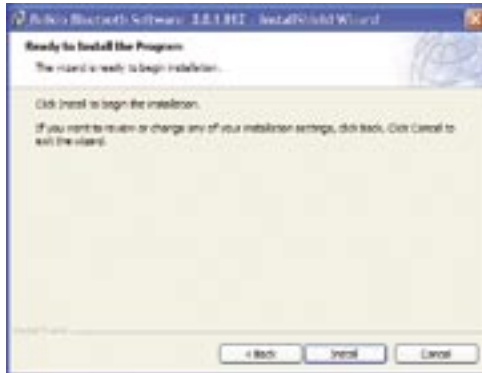 Belkin Bluetooth Software - InstallShield Wizard
Ready to Install the Program
The wizard is ready to begin installation.
Click Install to begin the installation.
If you want to review or change any of your installation settings, click Back. Click Cancel to
exit the wizard.
< Back
Install
Cancel